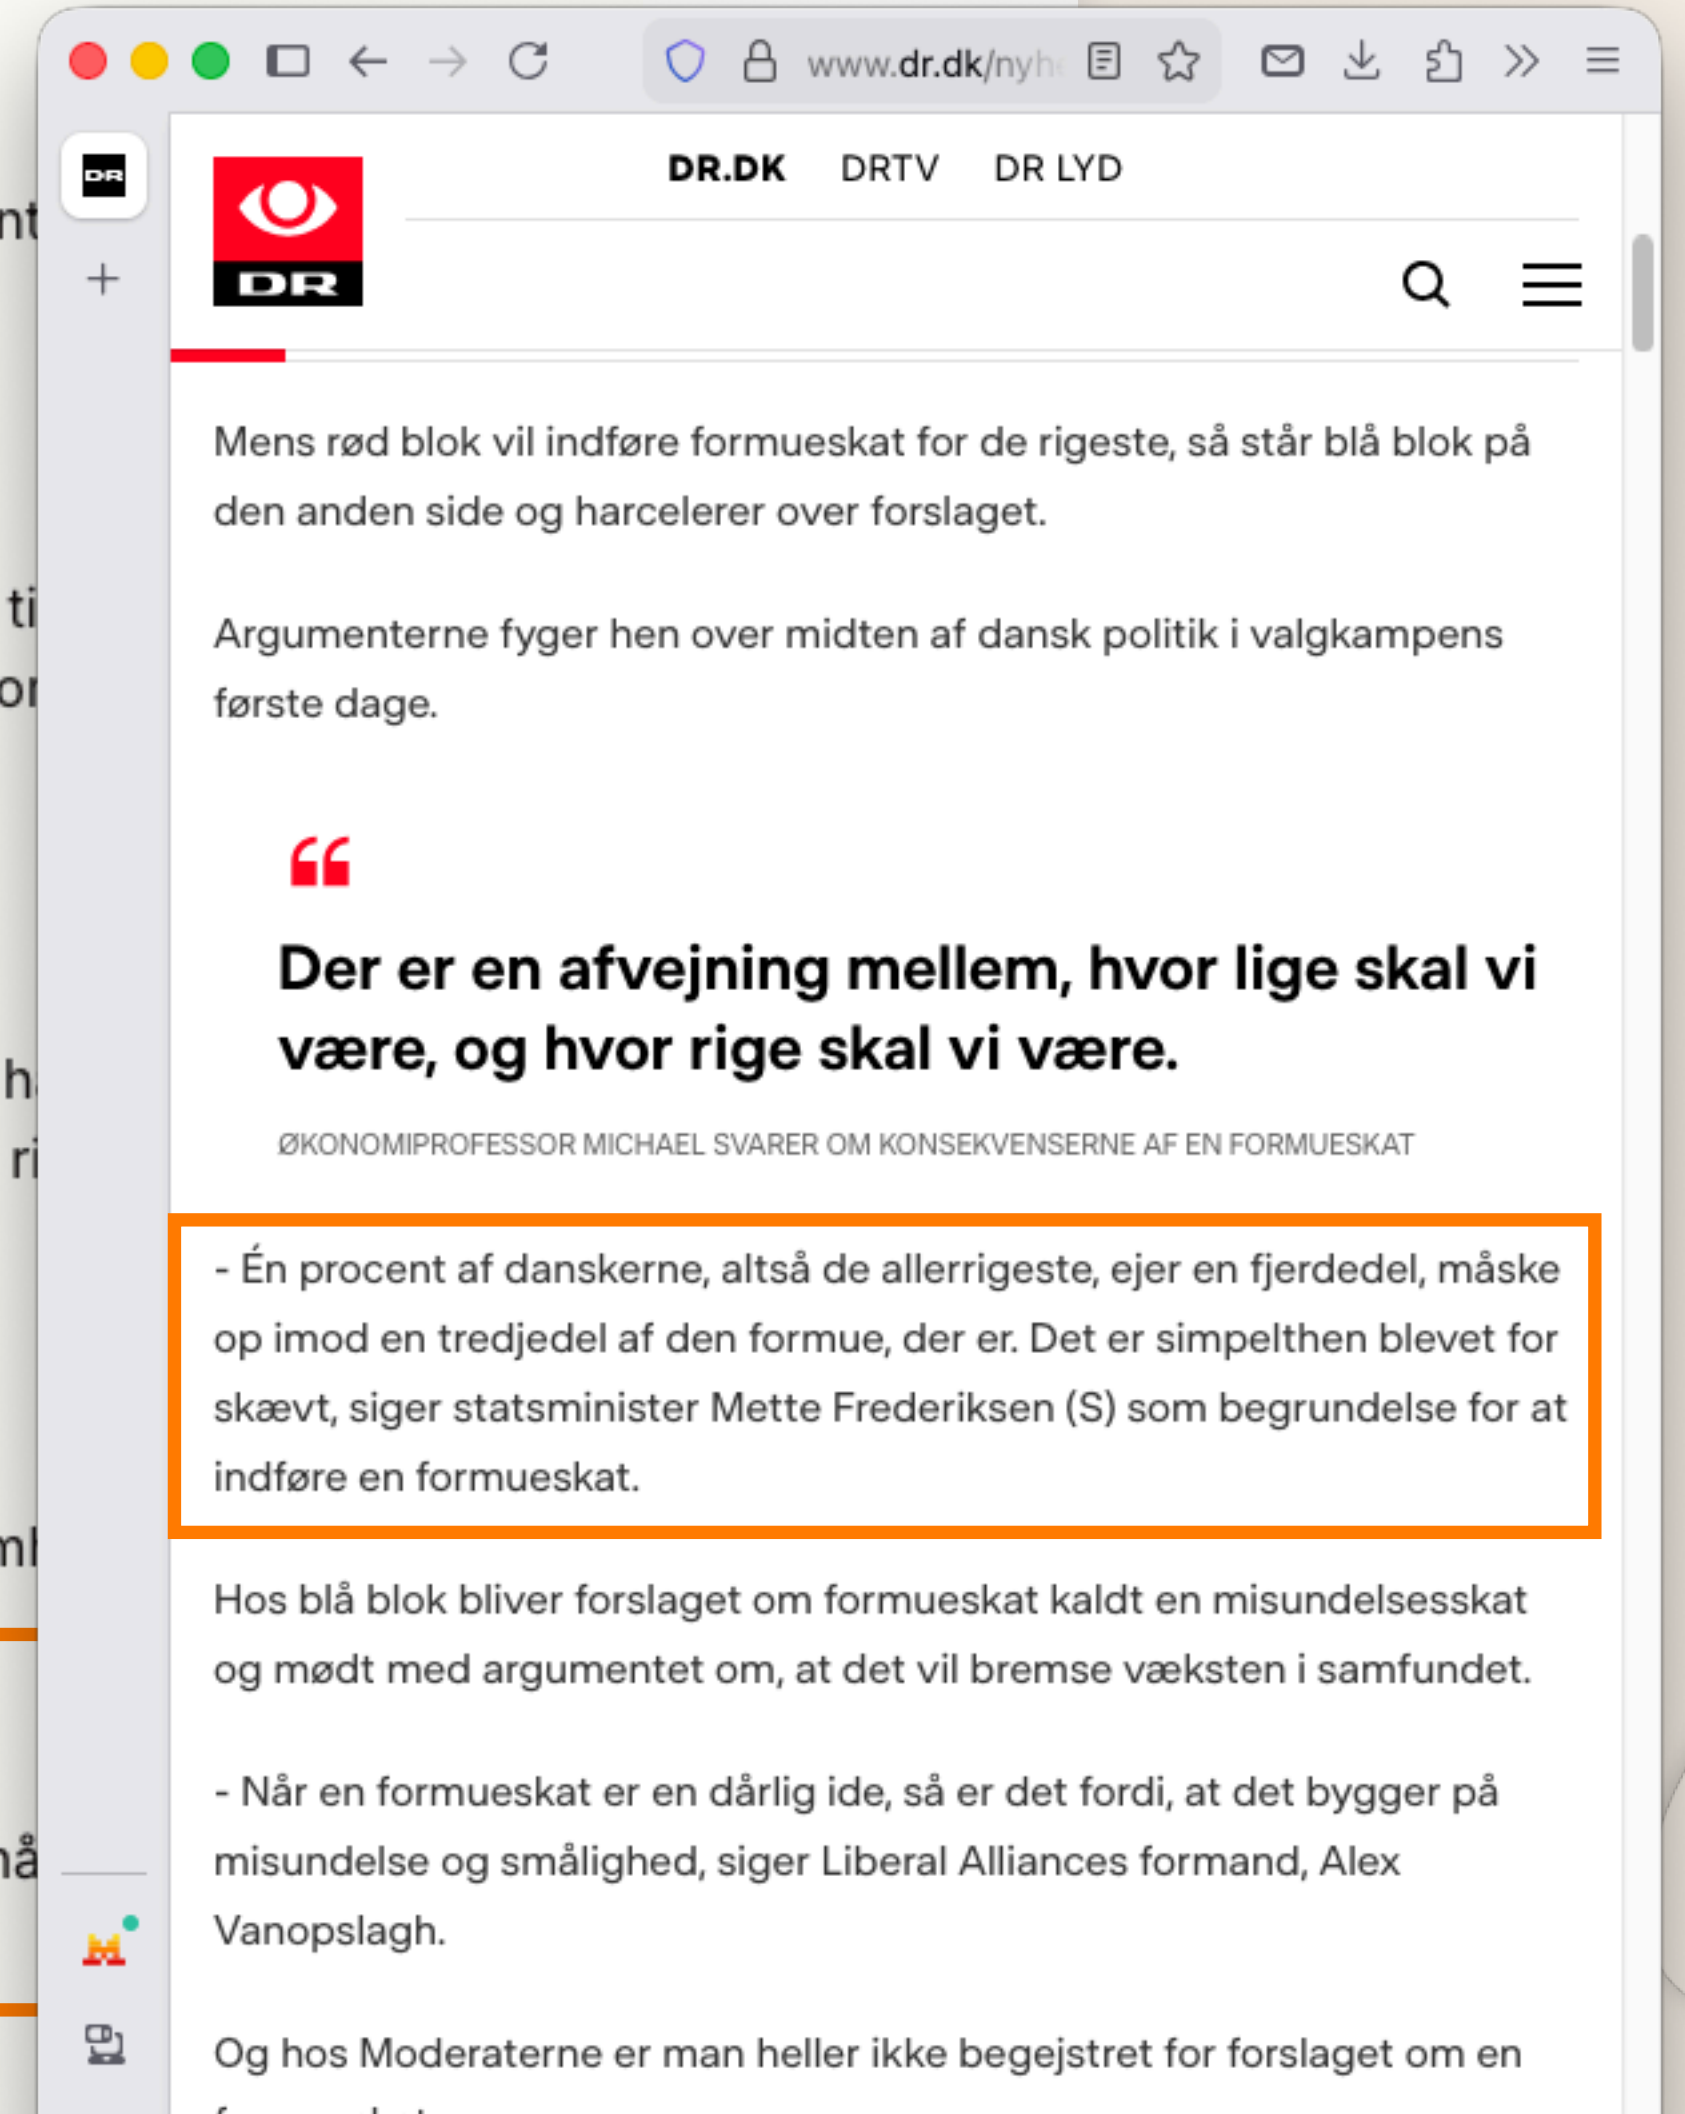 www.dr.dk/nyh
DR
DR.DK DRTV DR LYD
DR
Mens rød blok vil indføre formueskat for de rigeste, så står blå blok på
den anden side og harcelerer over forslaget.
Argumenterne fyger hen over midten af dansk politik i valgkampens
første dage.
Der er en afvejning mellem, hvor lige skal vi
være, og hvor rige skal vi være.
ØKONOMIPROFESSOR MICHAEL SVARER OM KONSEKVENSERNE AF EN FORMUESKAT
- Én procent af danskerne, altså de allerrigeste, ejer en fjerdedel, måske
op imod en tredjedel af den formue, der er. Det er simpelthen blevet for
skævt, siger statsminister Mette Frederiksen (S) som begrundelse for at
indføre en formueskat.
Hos blå blok bliver forslaget om formueskat kaldt en misundelsesskat
og mødt med argumentet om, at det vil bremse væksten i samfundet.
- Når en formueskat er en dårlig ide, så er det fordi, at det bygger på
misundelse og smålighed, siger Liberal Alliances formand, Alex
Vanopslagh.
Og hos Moderaterne er man heller ikke begejstret for forslaget om en